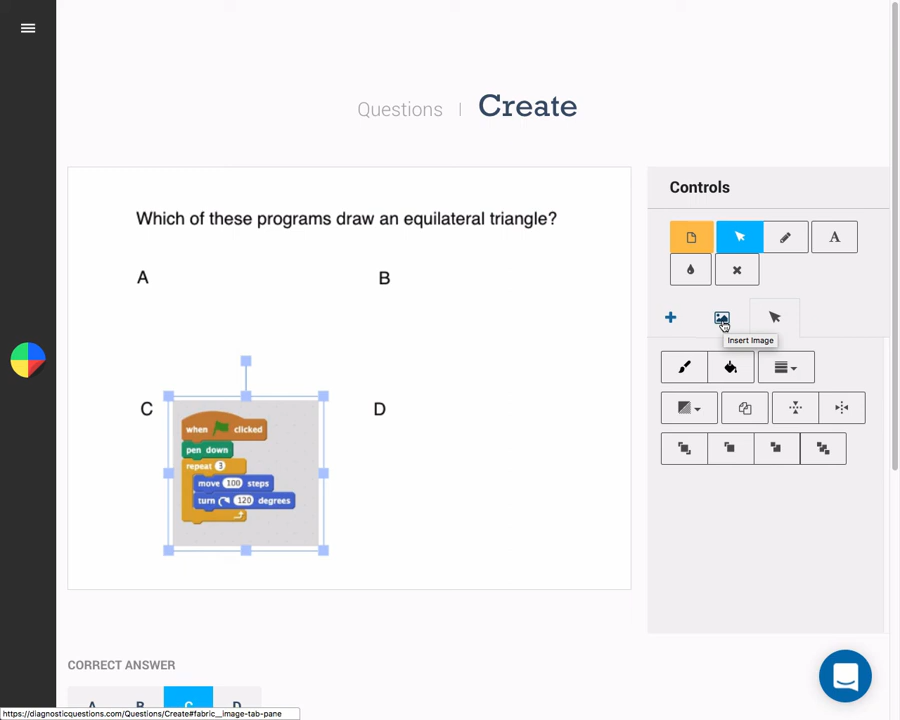 Questions | Create
Which of these programs draw an equilateral triangle?
A
B
C
D
when clicked
pen down
repeat 3
move 100 steps
turn 120 degrees
Controls
A
Insert Image
CORRECT ANSWER
A B C D
https://diagnosticquestions.com/Questions/Create#fabric__image-tab-pane